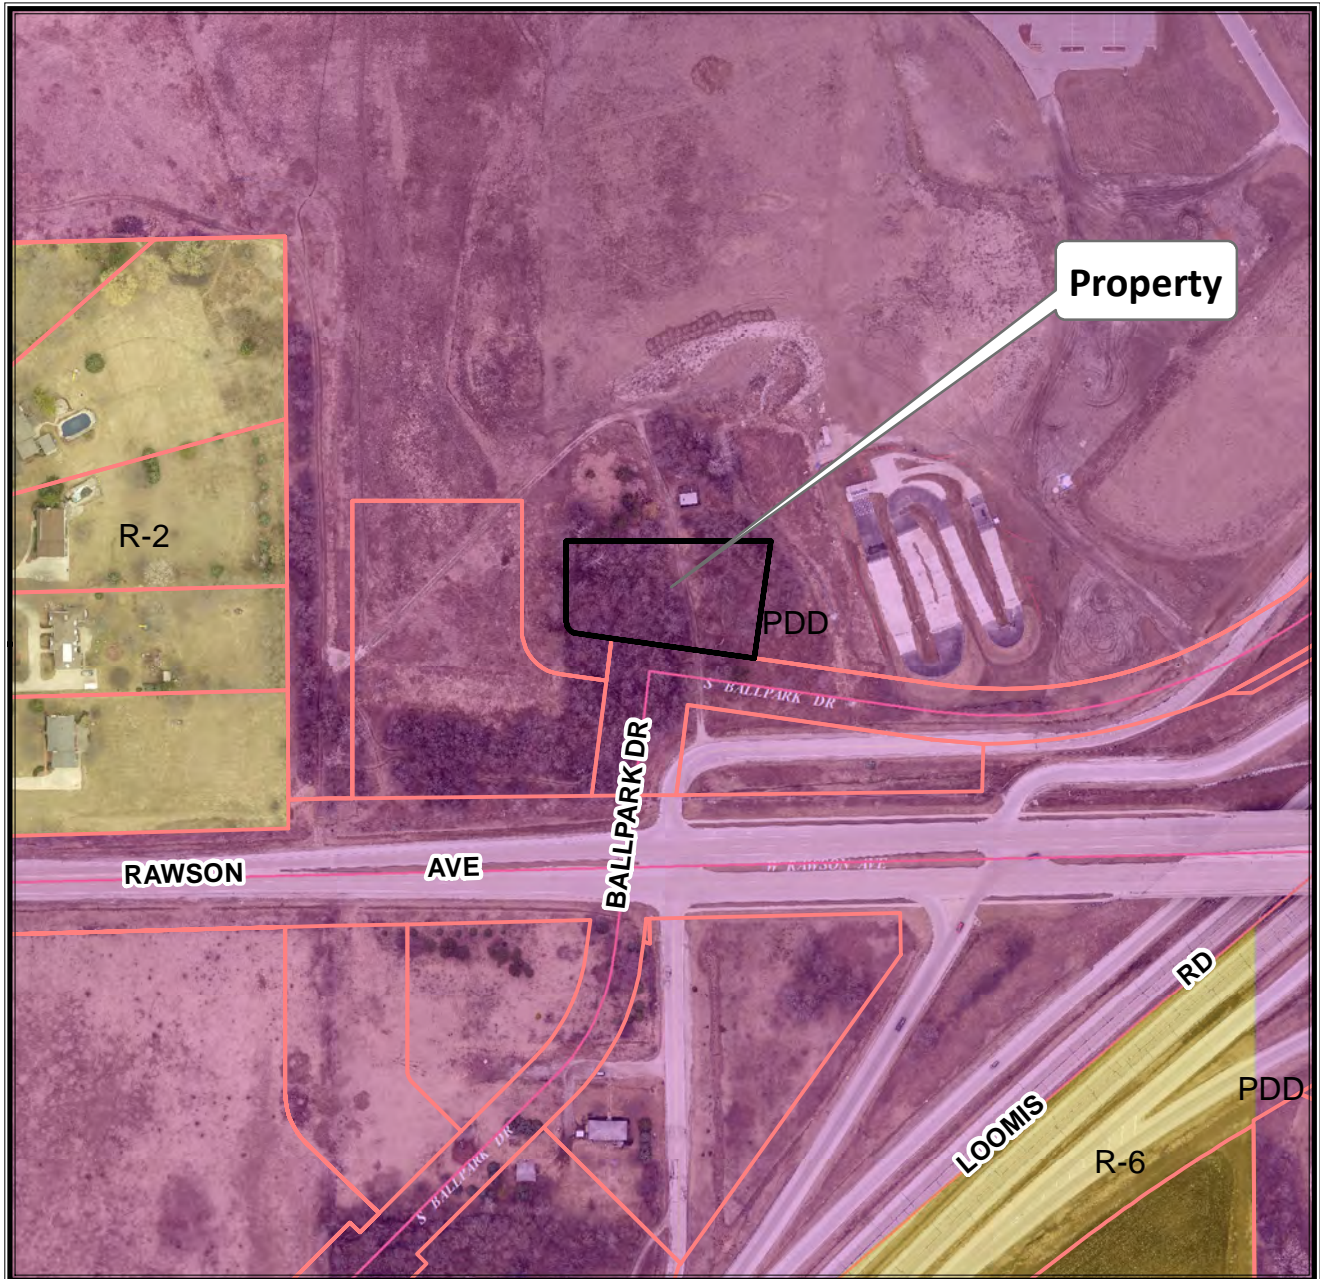 Property
R-2
PDD
S BALLPARK DR
BALLPARK DR
RAWSON AVE
W RAWSON AVE
RD
LOOMIS
PDD
R-6
S BALLPARK DR